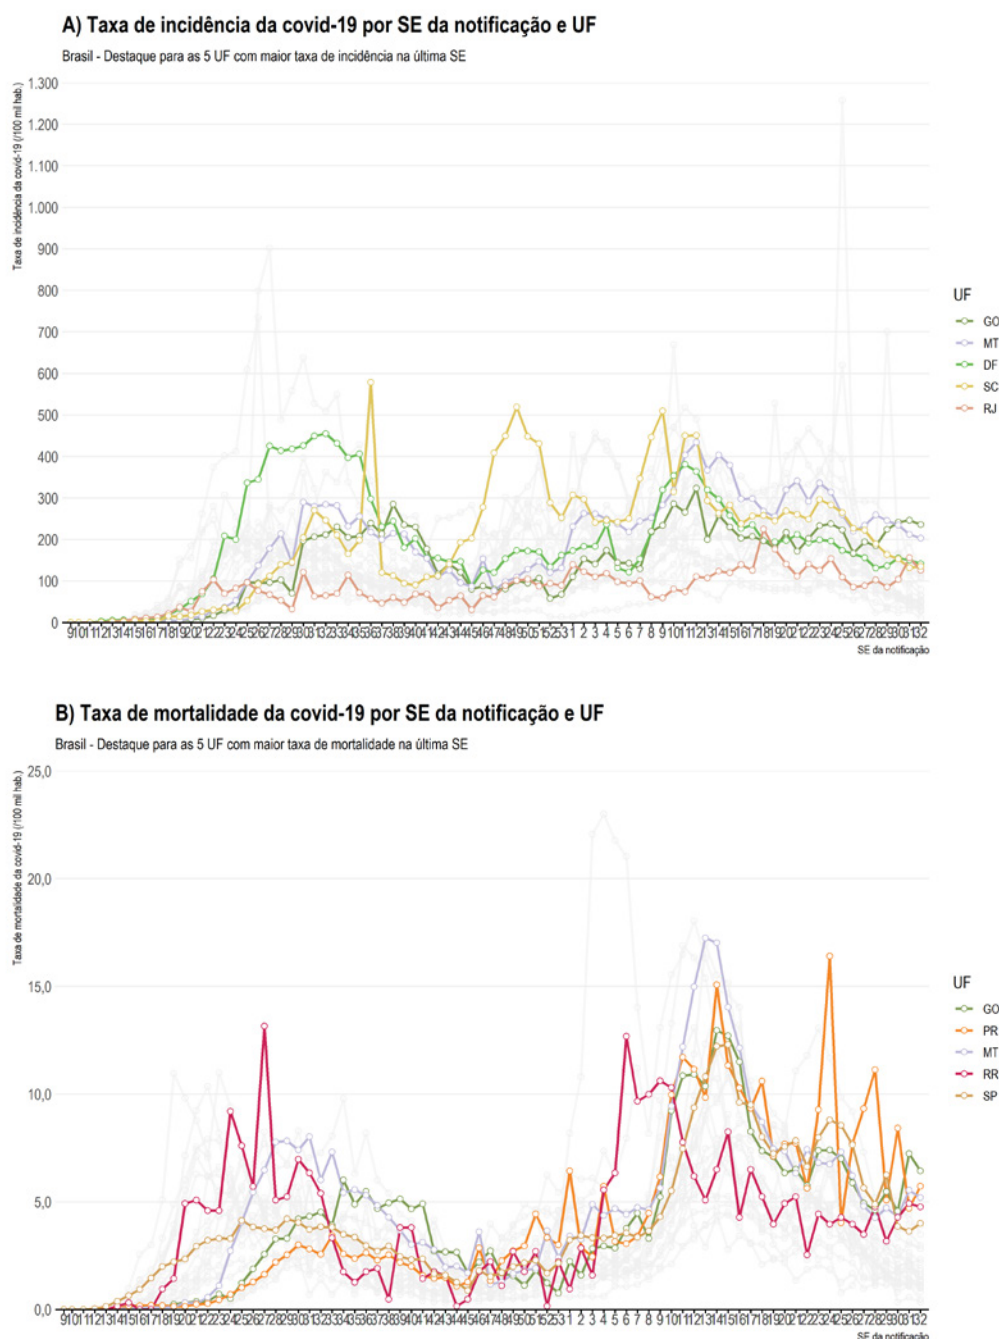 A) Taxa de incidência da covid-19 por SE da notificação e UF
Brasil - Destaque para as 5 UF com maior taxa de incidência na última SE
Taxa de incidência da covid-19 (/100 mil hab.)
1.300
1.200
1.100
1.000
900
800
700
600
500
400
300
200
100
0
UF
GO
MT
DF
SC
RJ
SE da notificação
B) Taxa de mortalidade da covid-19 por SE da notificação e UF
Brasil - Destaque para as 5 UF com maior taxa de mortalidade na última SE
Taxa de mortalidade da covid-19 (/100 mil hab.)
25,0
20,0
15,0
10,0
5,0
0,0
UF
GO
PR
MT
RR
SP
SE da notificação